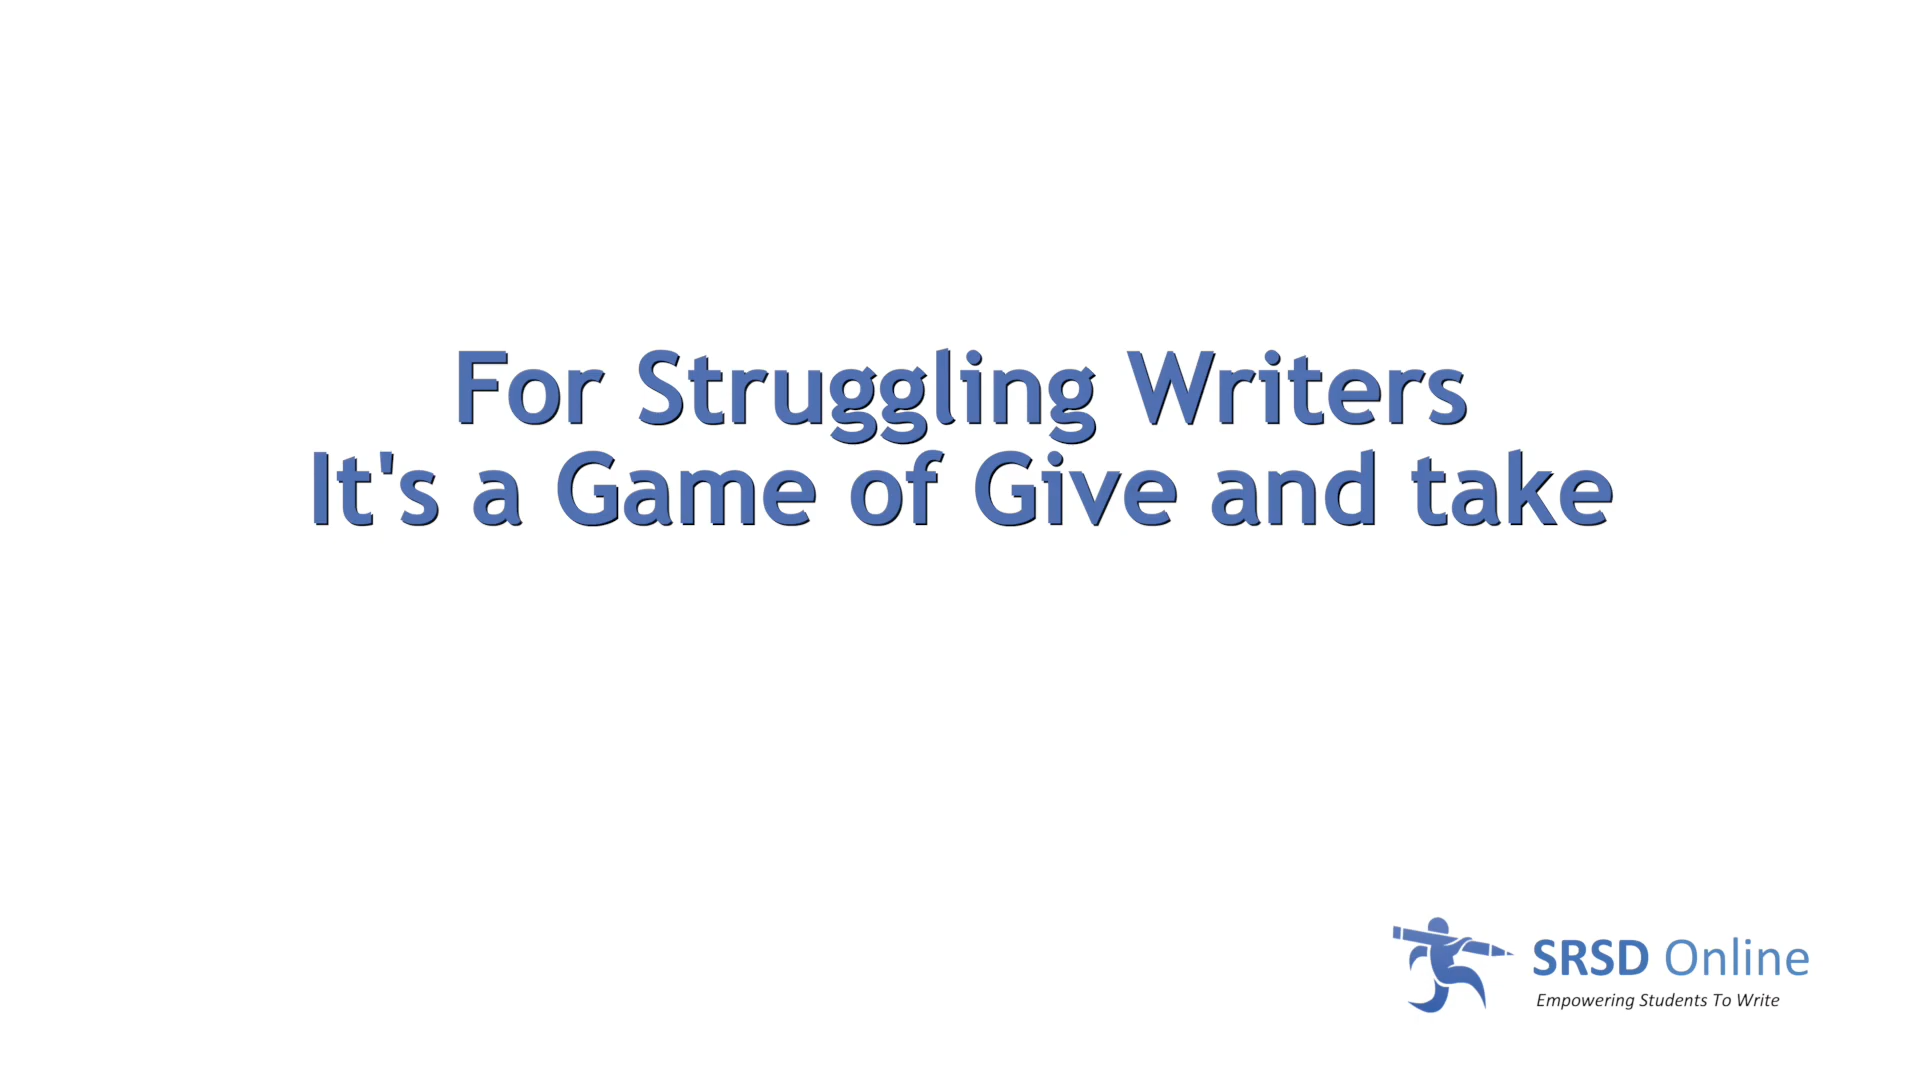 For Struggling Writers
It's a Game of Give and take
SRSD Online
Empowering Students To Write